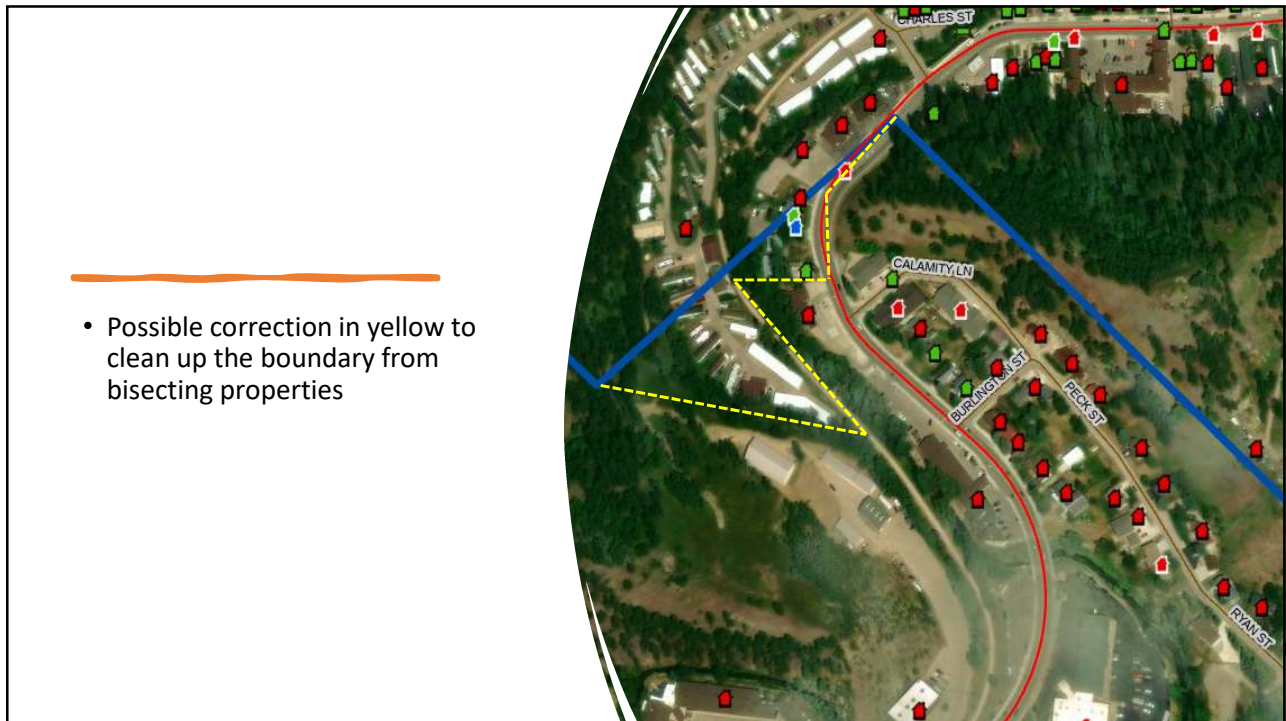 • Possible correction in yellow to
clean up the boundary from
bisecting properties
CHARLES ST
CALAMITY LN
BURLINGTON ST
PECK ST
RYAN ST